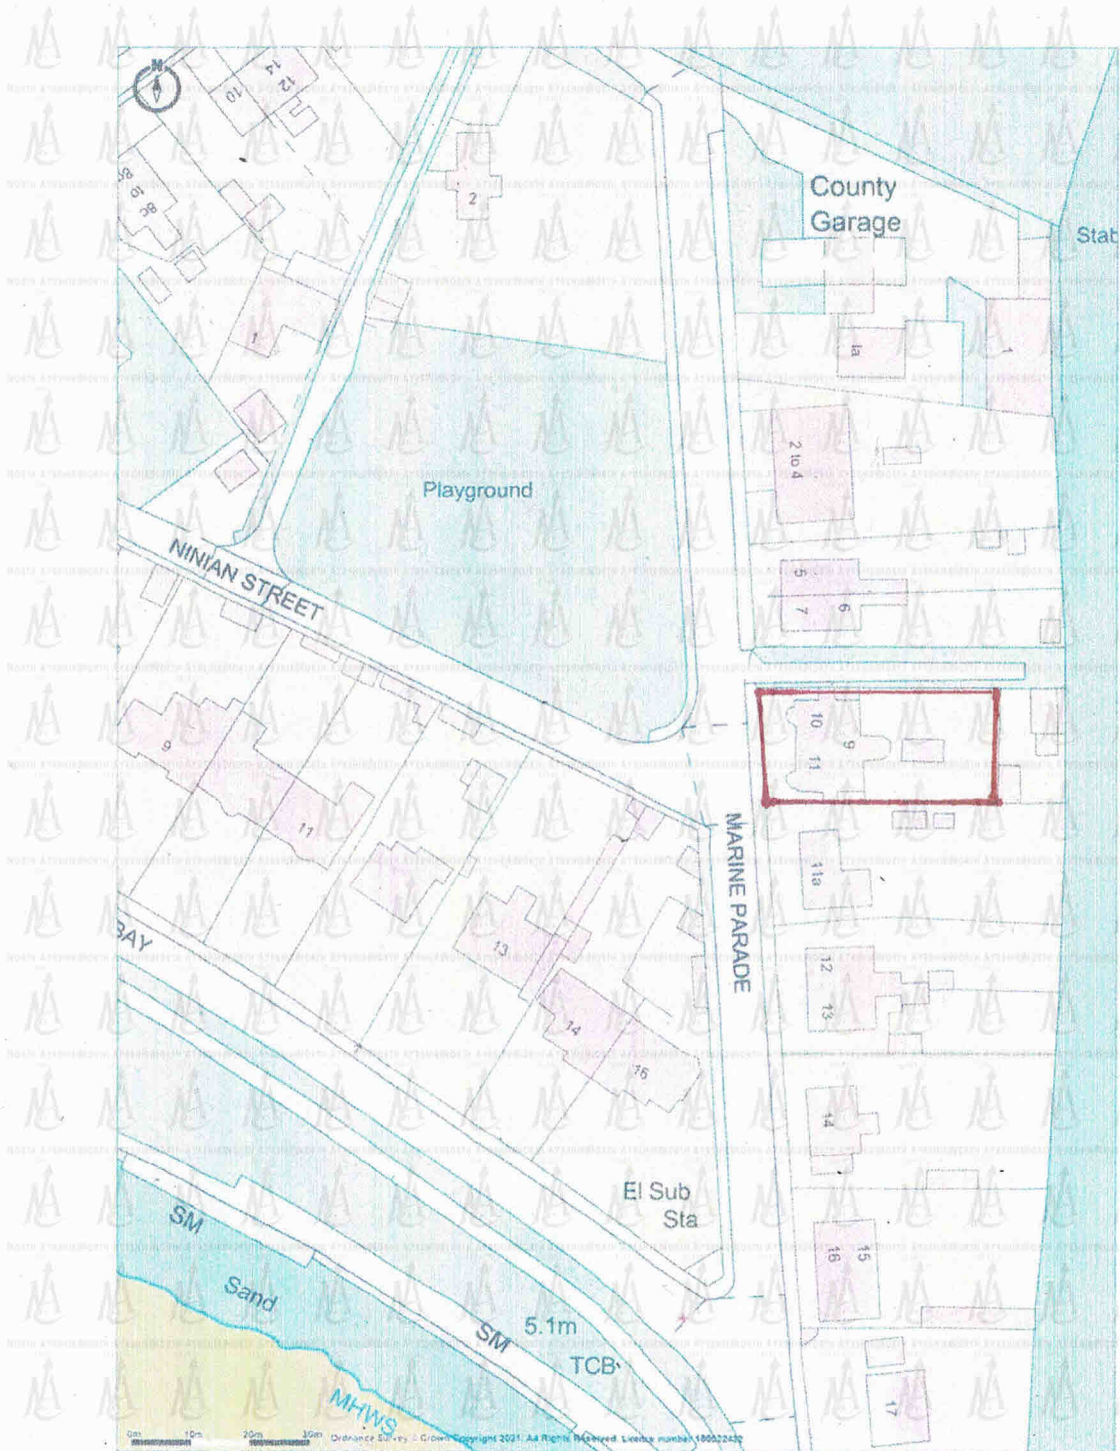 N
14
12
10
2
County
Garage
Stat
1
1a
1
2 to 4
Playground
NINIAN STREET
5
7
6
10
9
11
9
11
MARINE PARADE
11a
BAY
13
12
13
14
16
14
El Sub
Sta
SM
15
16
Sand
5.1m
SM
TCB
MHWS
17
0m 10m 20m 30m
Ordnance Survey © Crown Copyright 2021. All Rights Reserved. Licence number 100022432